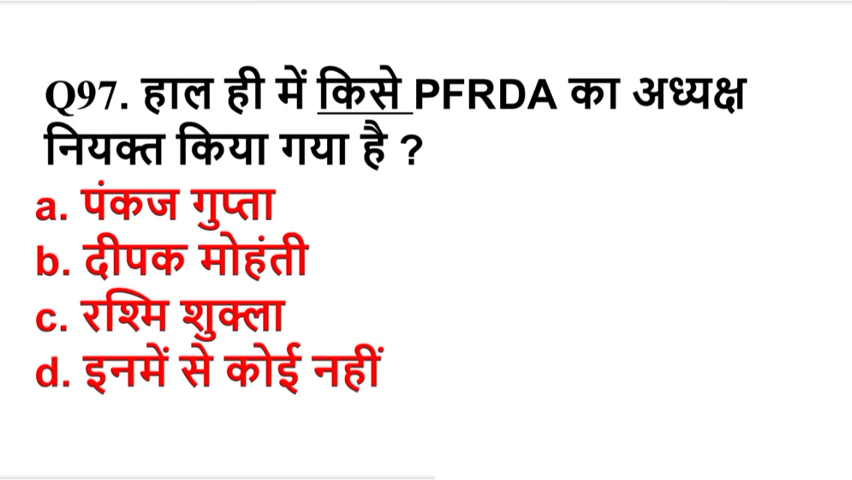 Q97. हाल ही में किसे PFRDA का अध्यक्ष
नियक्त किया गया है ?
a. पंकज गुप्ता
b. दीपक मोहंती
c. रश्मि शुक्ला
d. इनमें से कोई नहीं